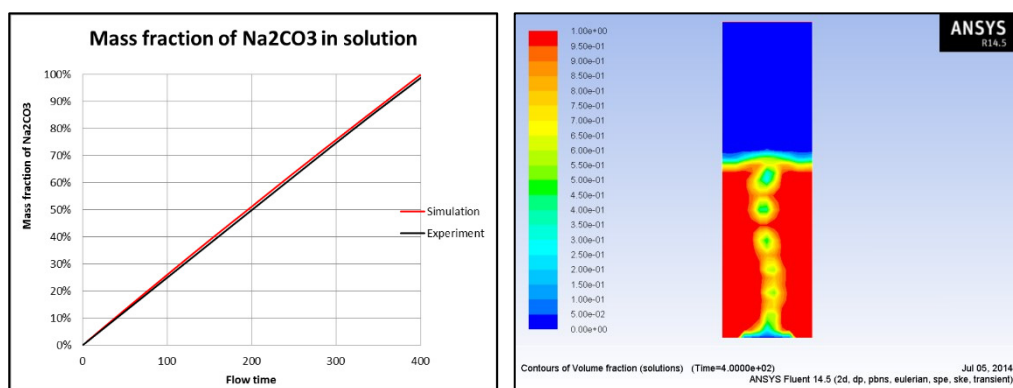 Mass fraction of Na2CO3 in solution
Mass fraction of Na2CO3
100%
90%
80%
70%
60%
50%
40%
30%
20%
10%
0%
0 100 200 300 400
Flow time
Simulation
Experiment
ANSYS
R14.5
1.00e+00
9.50e-01
9.00e-01
8.50e-01
8.00e-01
7.50e-01
7.00e-01
6.50e-01
6.00e-01
5.50e-01
5.00e-01
4.50e-01
4.00e-01
3.50e-01
3.00e-01
2.50e-01
2.00e-01
1.50e-01
1.00e-01
5.00e-02
0.00e+00
Contours of Volume fraction (solutions) (Time=4.0000e+02) Jul 05, 2014
ANSYS Fluent 14.5 (2d, dp, pbns, eulerian, spe, ske, transient)